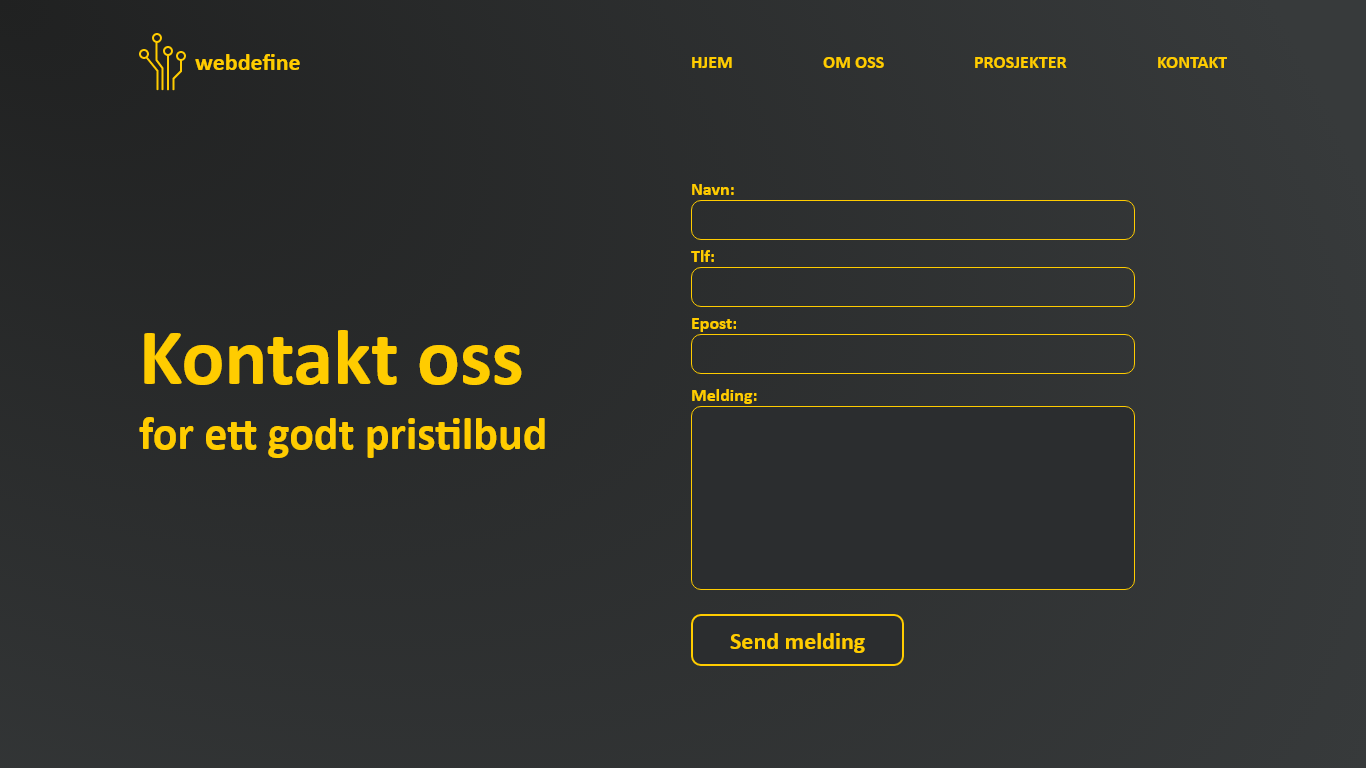 webdefine
HJEM OM OSS PROSJEKTER KONTAKT
Kontakt oss
for ett godt pristilbud
Navn:
Tlf:
Epost:
Melding:
Send melding